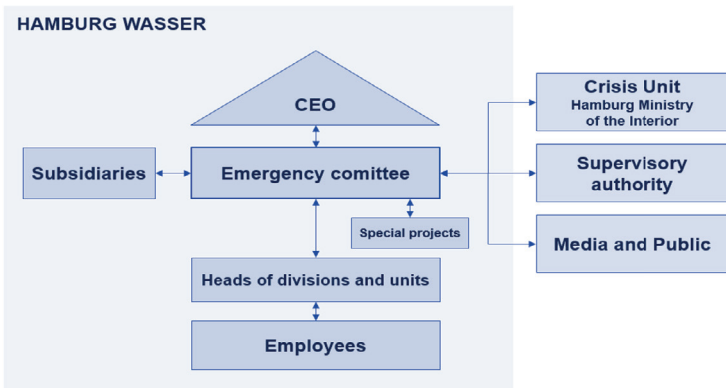 HAMBURG WASSER
CEO
Crisis Unit
Hamburg Ministry
of the Interior
Subsidiaries
Emergency comittee
Supervisory
authority
Special projects
Media and Public
Heads of divisions and units
Employees